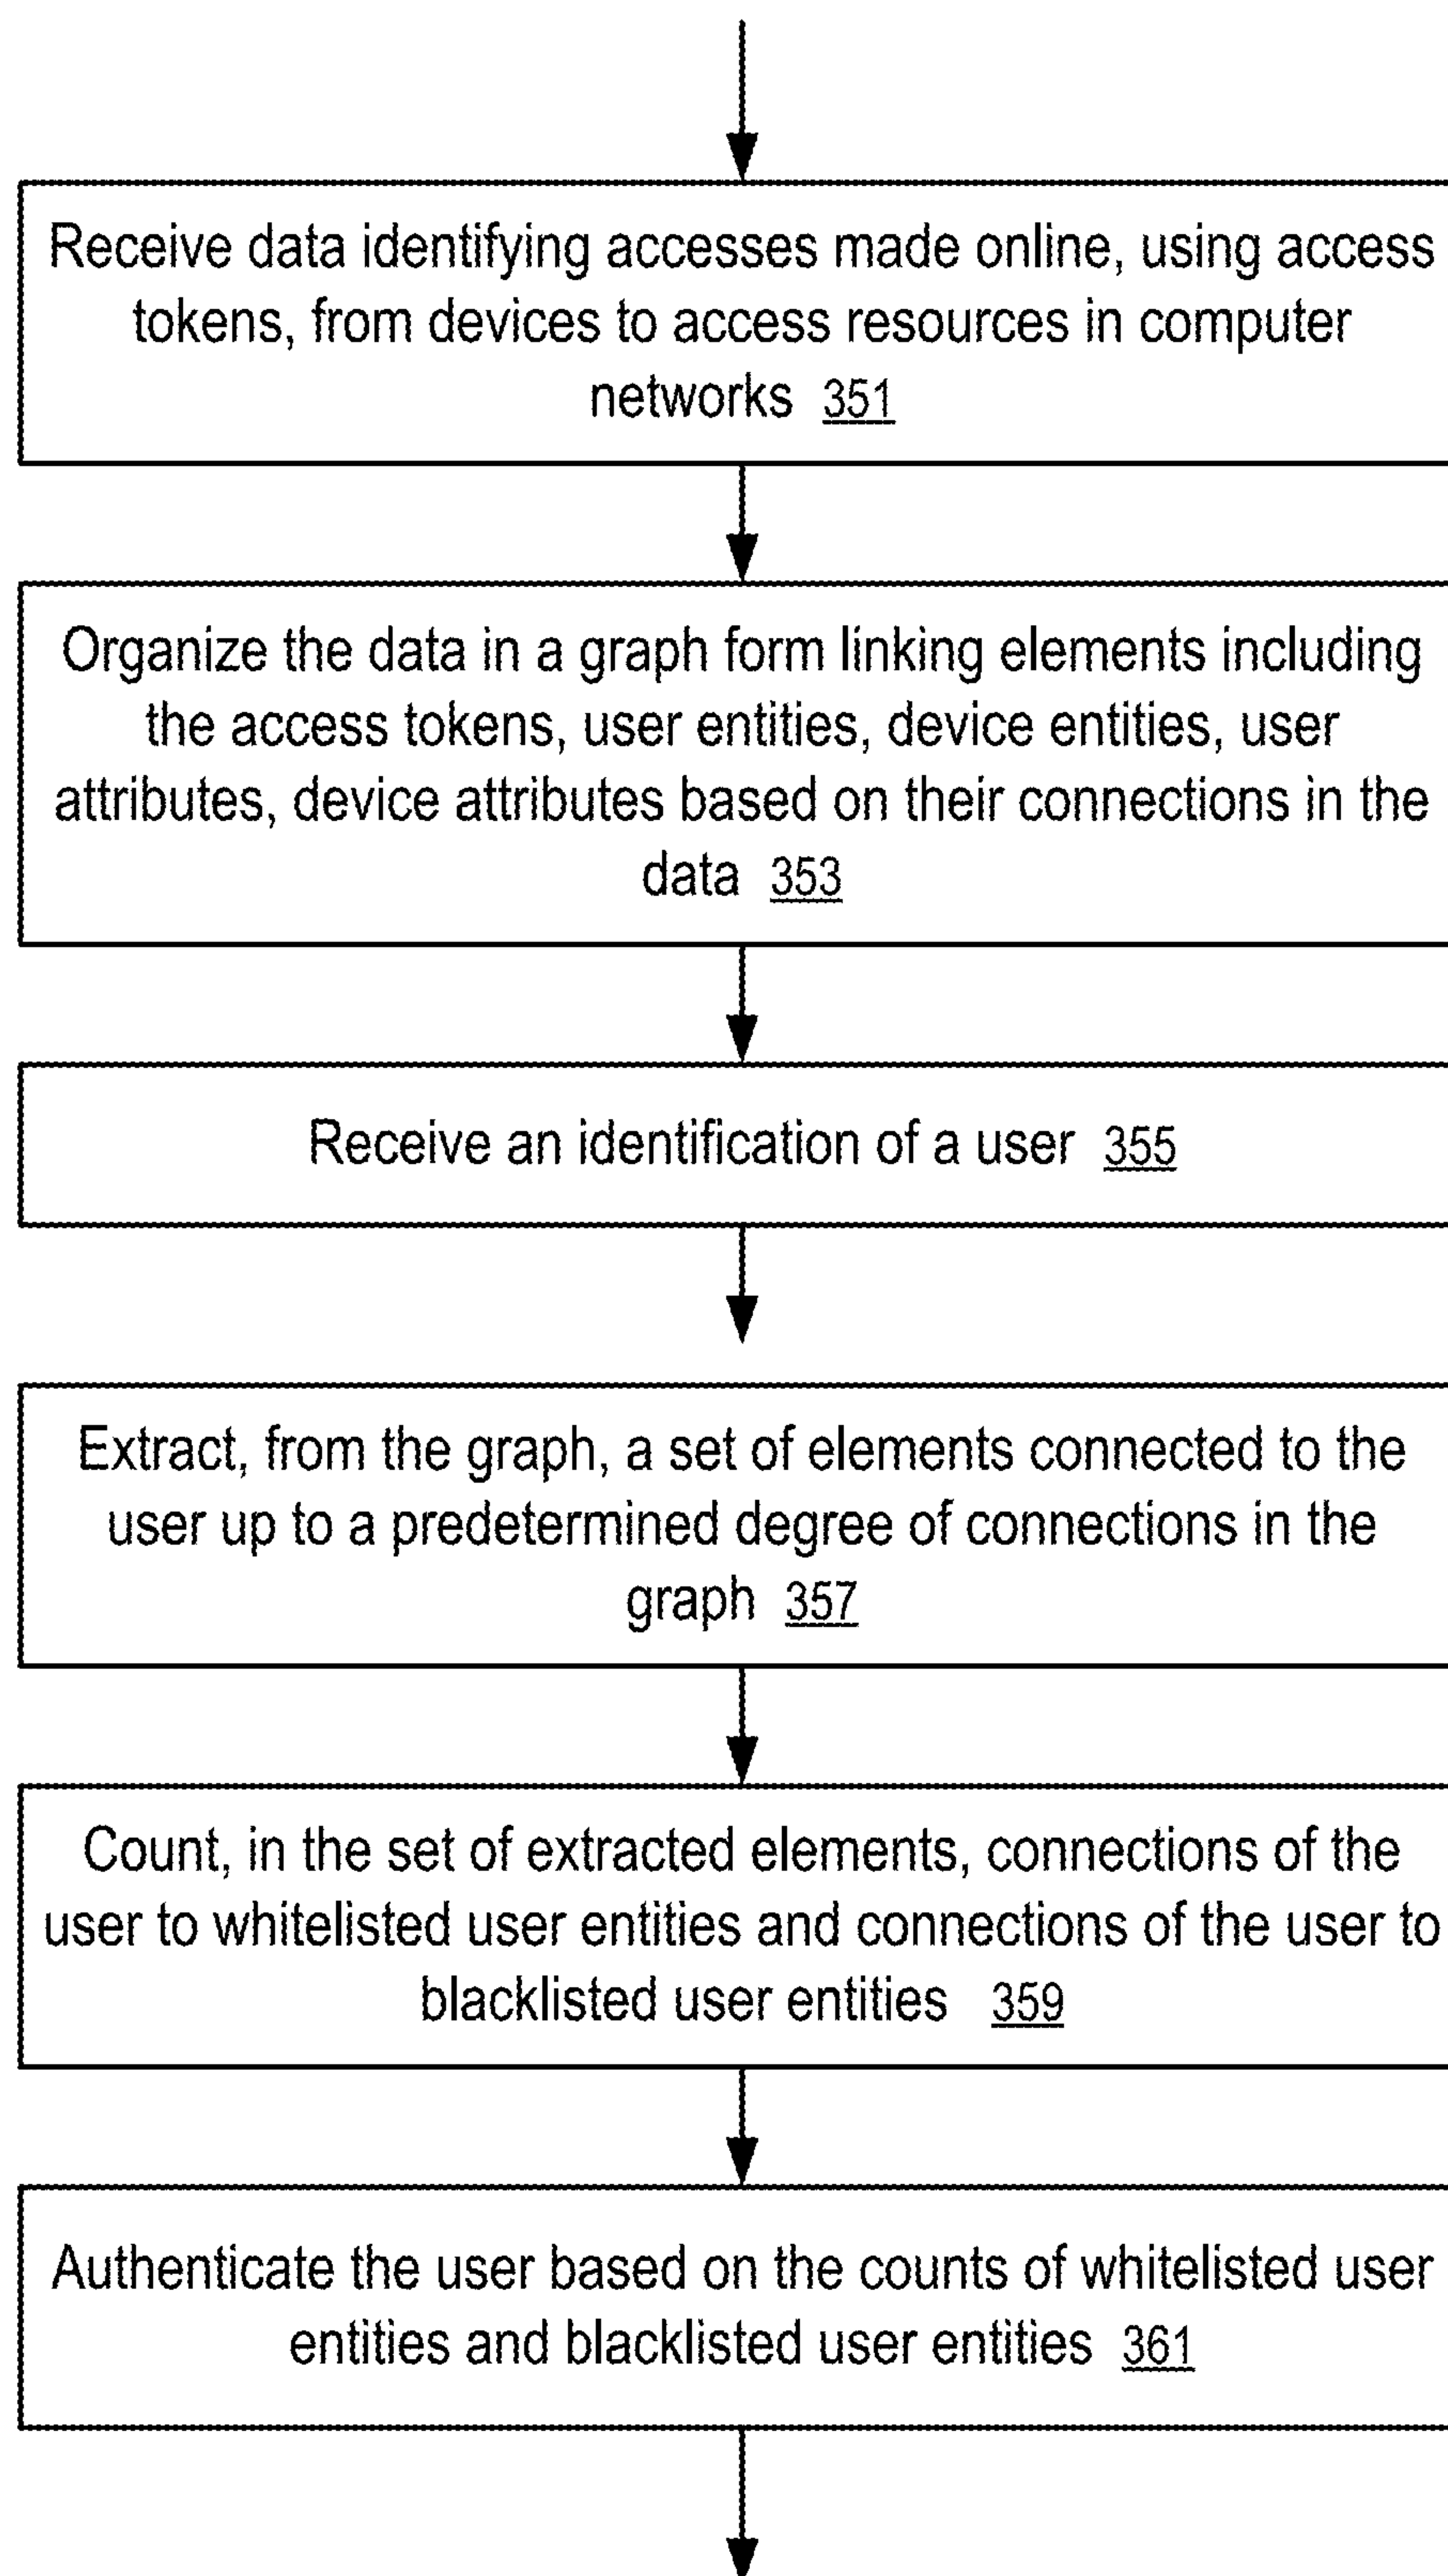 Receive data identifying accesses made online, using access
tokens, from devices to access resources in computer
networks 351
Organize the data in a graph form linking elements including
the access tokens, user entities, device entities, user
attributes, device attributes based on their connections in the
data 353
Receive an identification of a user 355
Extract, from the graph, a set of elements connected to the
user up to a predetermined degree of connections in the
graph 357
Count, in the set of extracted elements, connections of the
user to whitelisted user entities and connections of the user to
blacklisted user entities 359
Authenticate the user based on the counts of whitelisted user
entities and blacklisted user entities 361